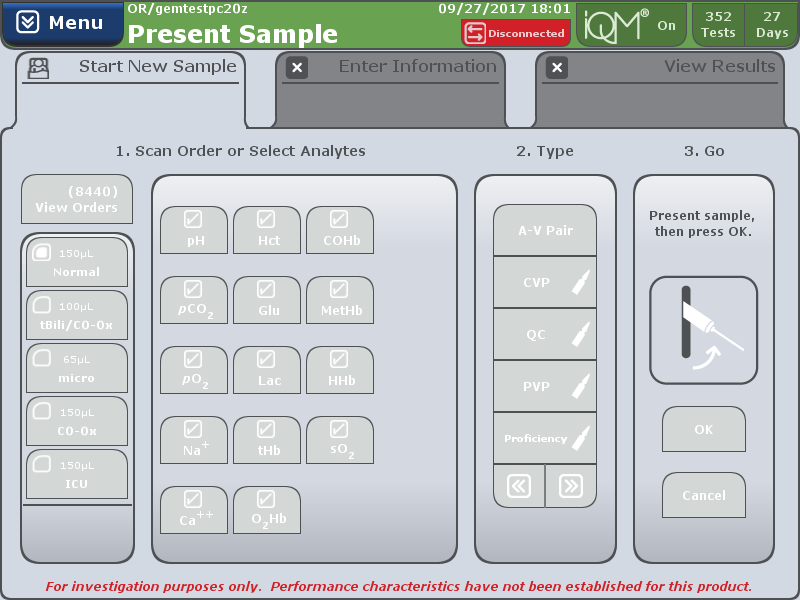 Menu
OR/gemtestpc20z
Present Sample
09/27/2017 18:01
Disconnected
iQM® On
352
Tests
27
Days
Start New Sample
Enter Information
View Results
1. Scan Order or Select Analytes
2. Type
3. Go
(8440)
View Orders
150µL
Normal
100µL
tBili/CO-Ox
65µL
micro
150µL
CO-Ox
150µL
ICU
pH
Hct
COHb
pCO2
Glu
MetHb
pO2
Lac
HHb
Na+
tHb
sO2
Ca++
O2Hb
A-V Pair
CVP
QC
PVP
Proficiency
Present sample,
then press OK.
OK
Cancel
For investigation purposes only.  Performance characteristics have not been established for this product.